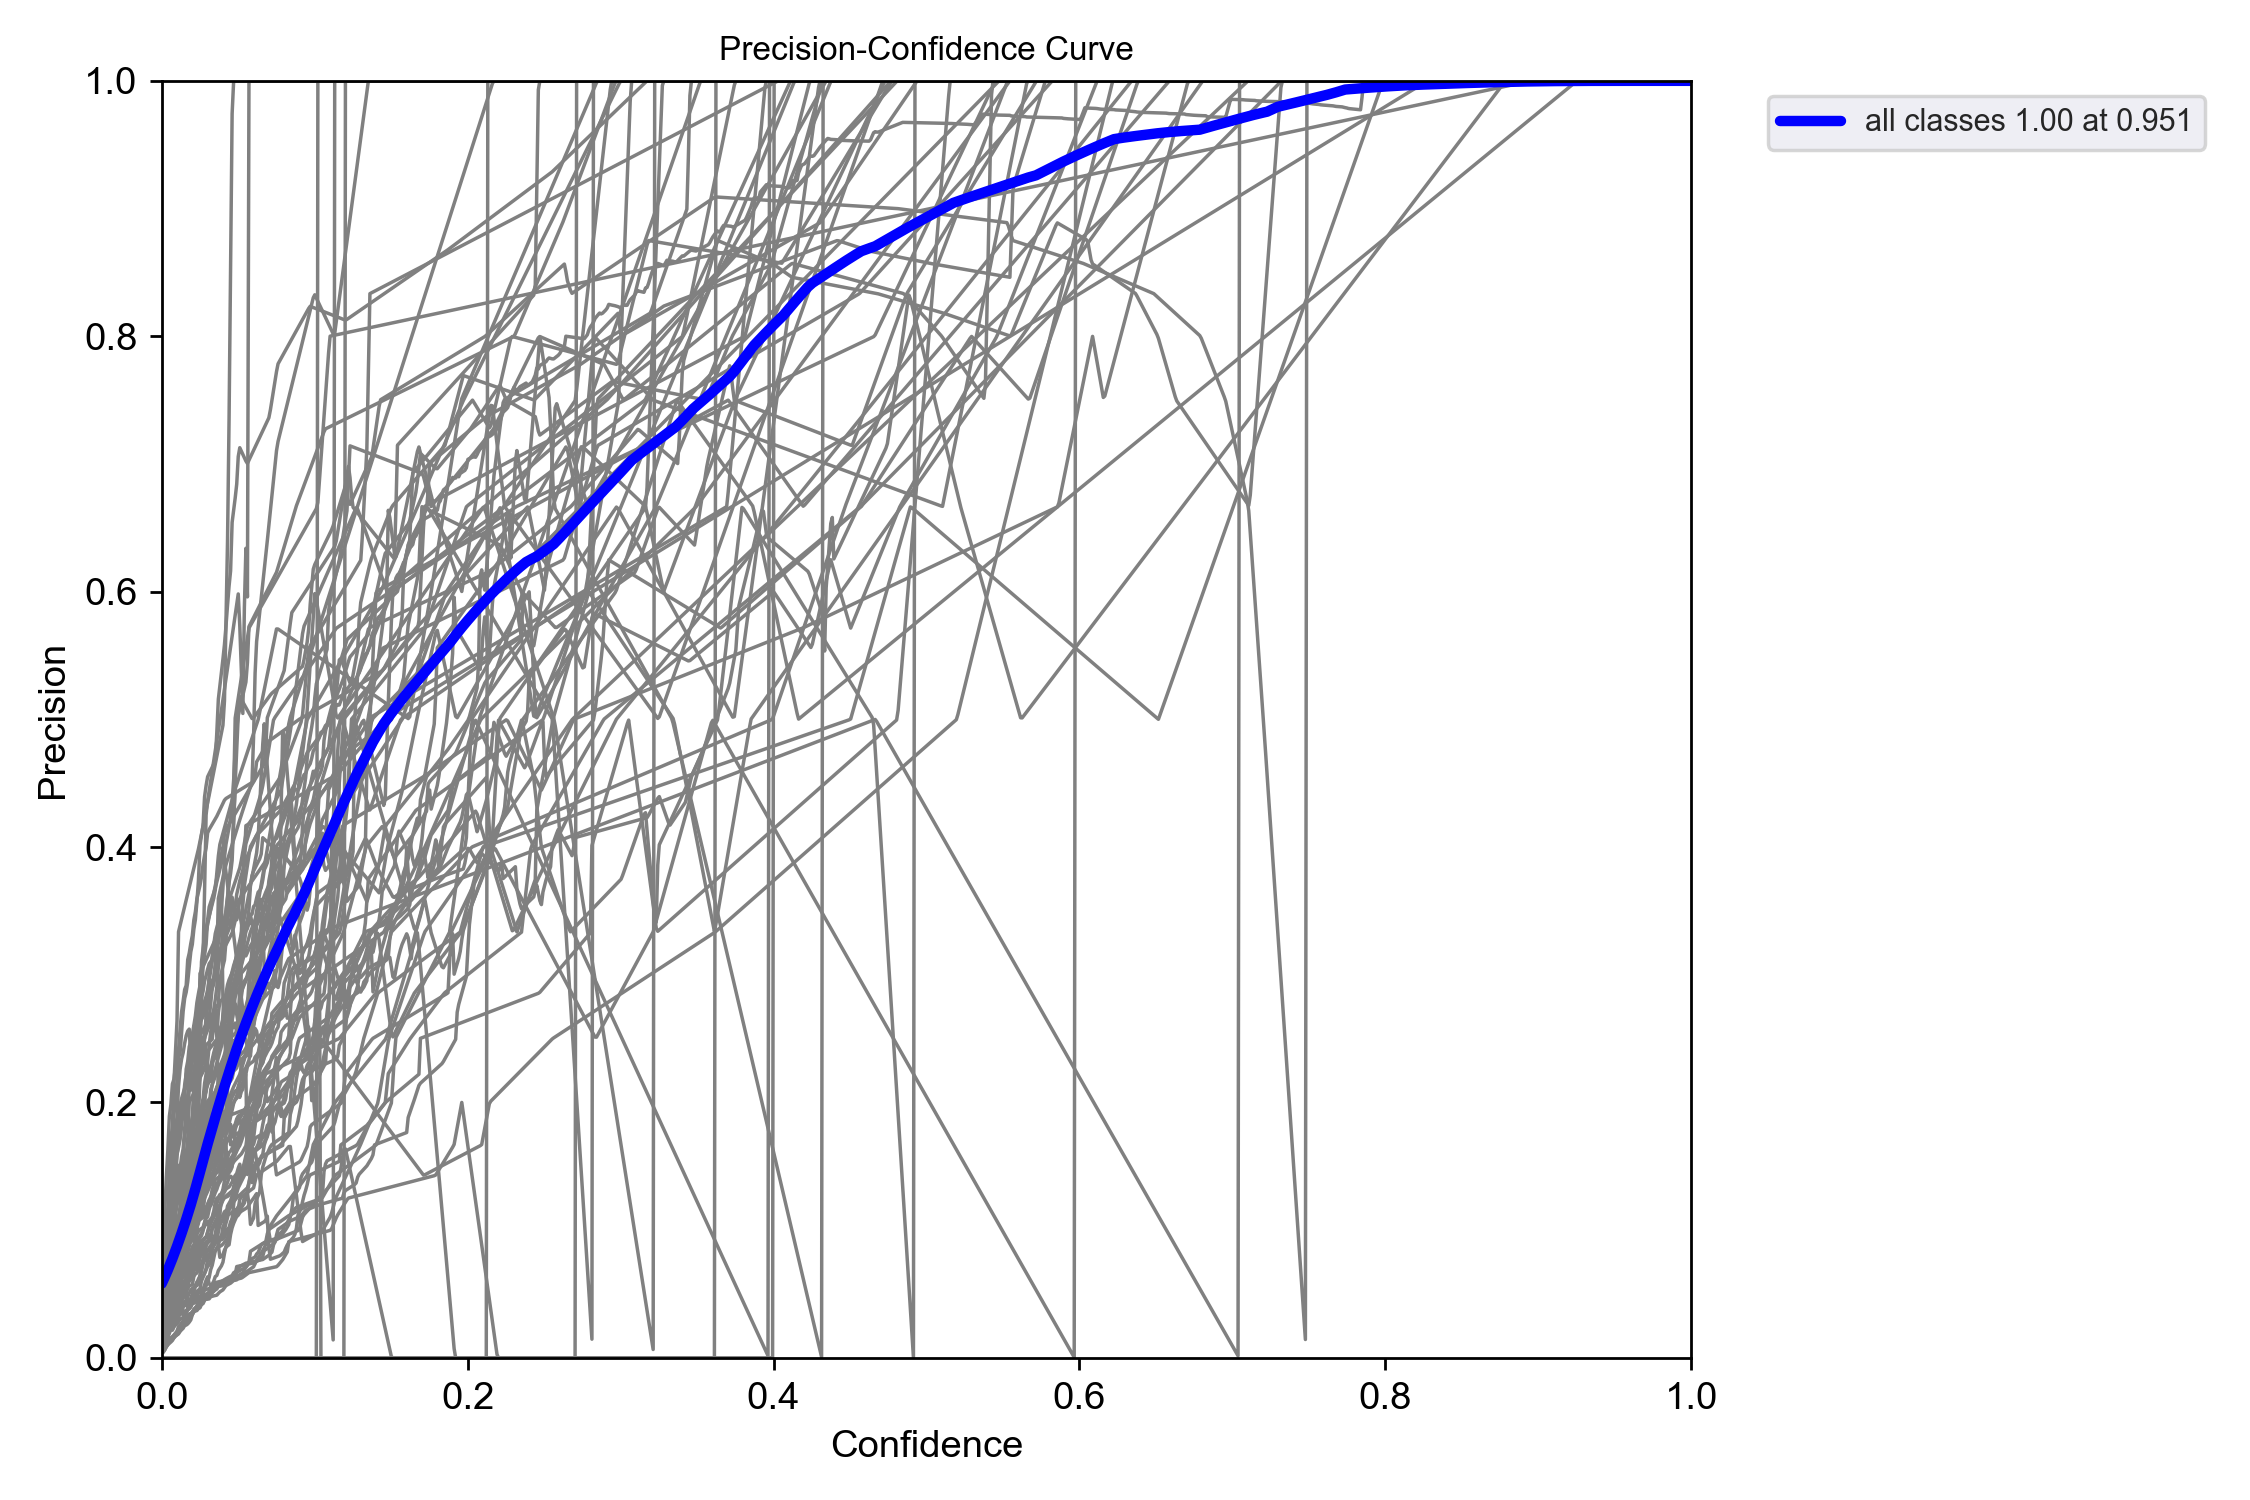 Precision-Confidence Curve
1.0
0.8
0.6
0.4
0.2
0.0
Precision
0.0 0.2 0.4 0.6 0.8 1.0
Confidence
all classes 1.00 at 0.951